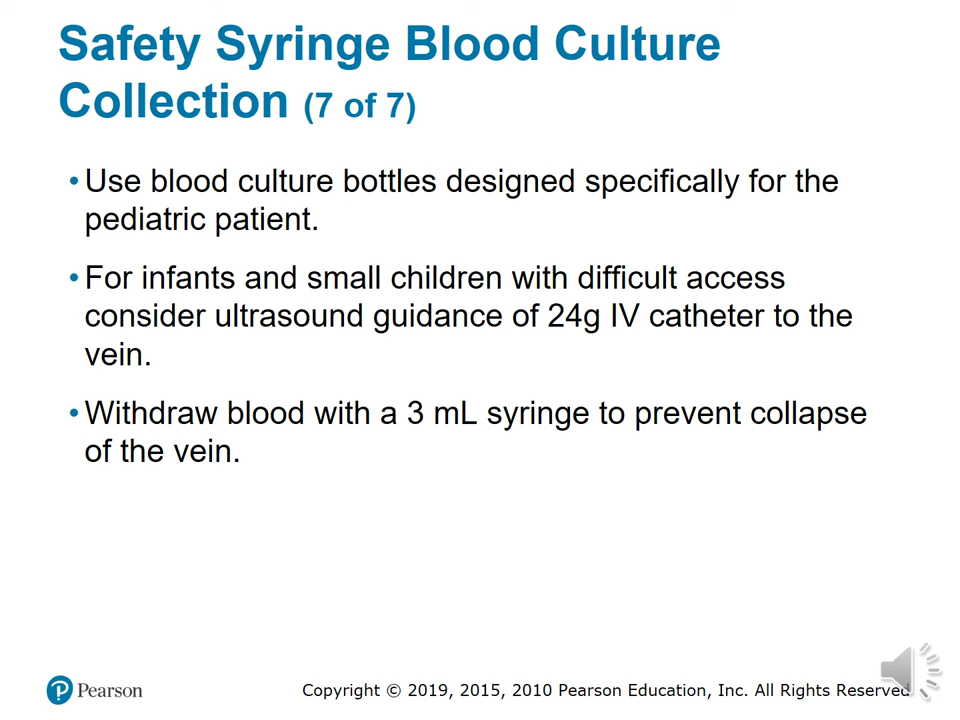 Safety Syringe Blood Culture
Collection (7 of 7)
• Use blood culture bottles designed specifically for the
pediatric patient.
• For infants and small children with difficult access
consider ultrasound guidance of 24g IV catheter to the
vein.
• Withdraw blood with a 3 mL syringe to prevent collapse
of the vein.
Pearson
Copyright © 2019, 2015, 2010 Pearson Education, Inc. All Rights Reserved